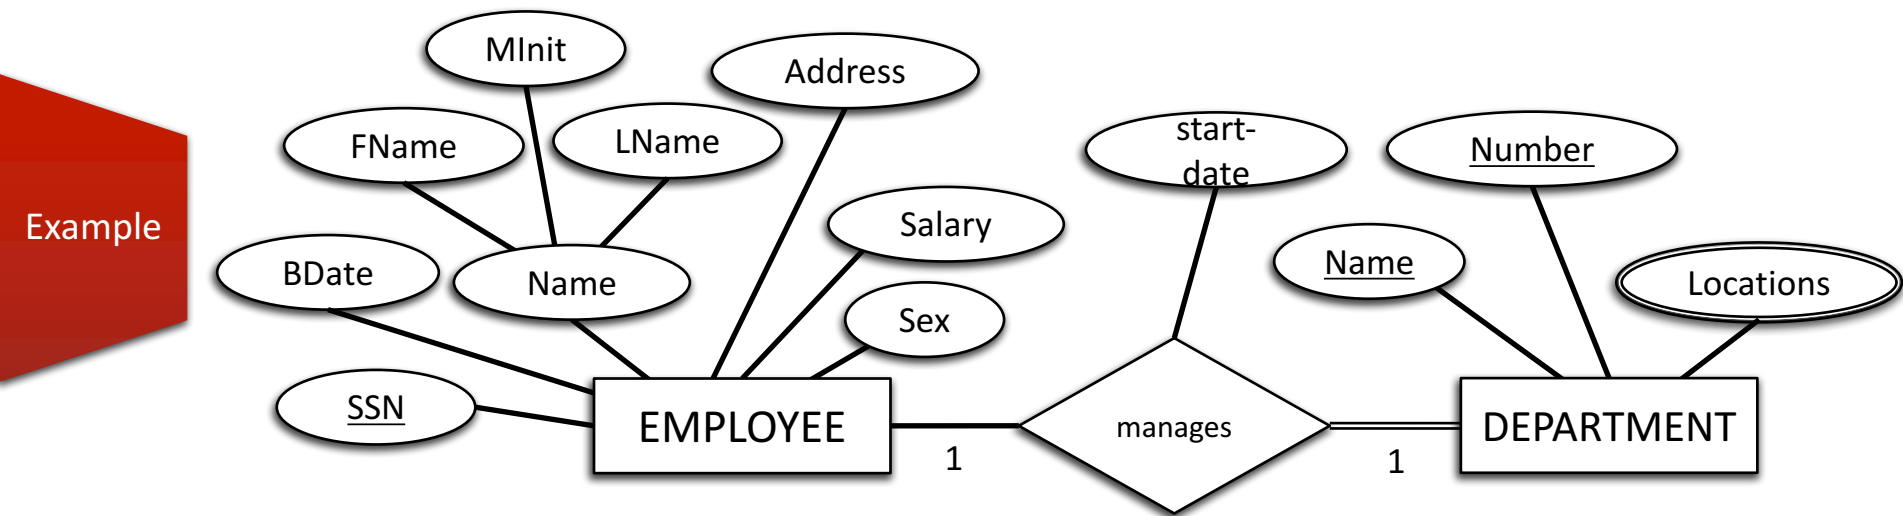 MInit
Address
start-
date
Number
FName
LName
Example
Salary
Name
BDate
Name
Locations
Sex
SSN
EMPLOYEE
1
manages
1
DEPARTMENT